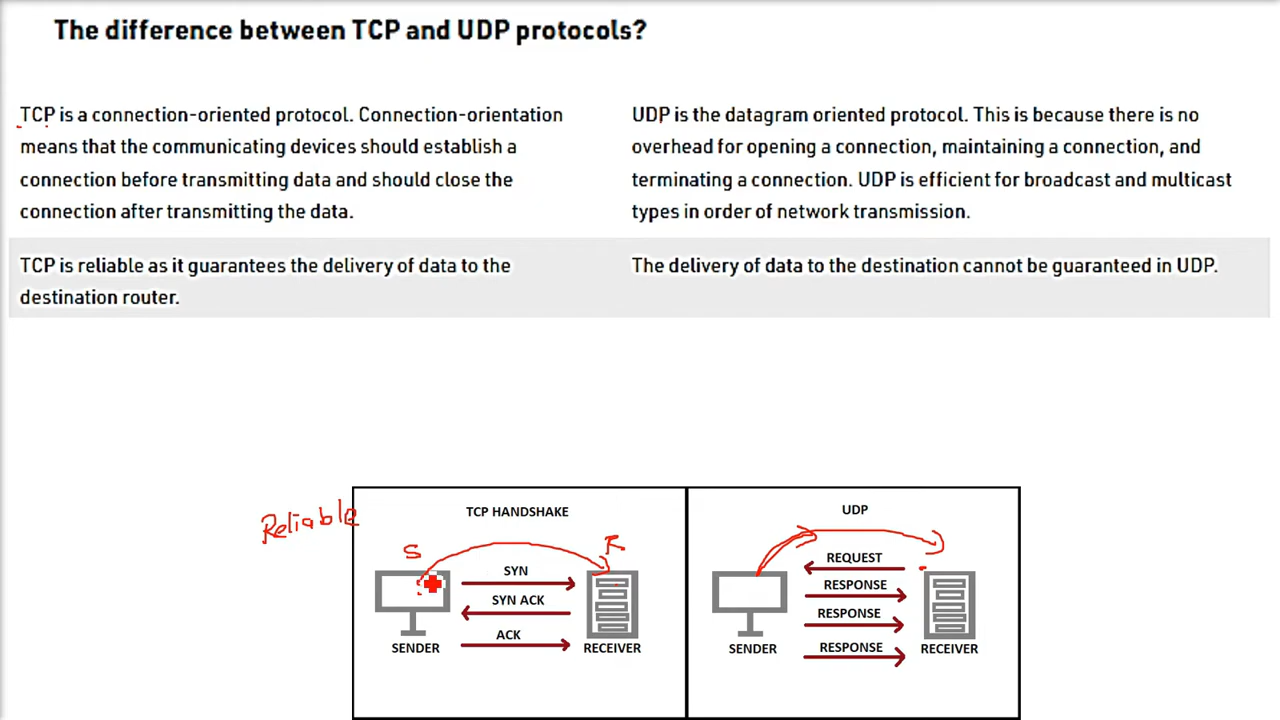 The difference between TCP and UDP protocols?
TCP is a connection-oriented protocol. Connection-orientation
means that the communicating devices should establish a
connection before transmitting data and should close the
connection after transmitting the data.
UDP is the datagram oriented protocol. This is because there is no
overhead for opening a connection, maintaining a connection, and
terminating a connection. UDP is efficient for broadcast and multicast
types in order of network transmission.
TCP is reliable as it guarantees the delivery of data to the
destination router.
The delivery of data to the destination cannot be guaranteed in UDP.
Reliable
TCP HANDSHAKE
S
R
SYN
SYN ACK
ACK
SENDER
RECEIVER
UDP
REQUEST
RESPONSE
RESPONSE
RESPONSE
SENDER
RECEIVER